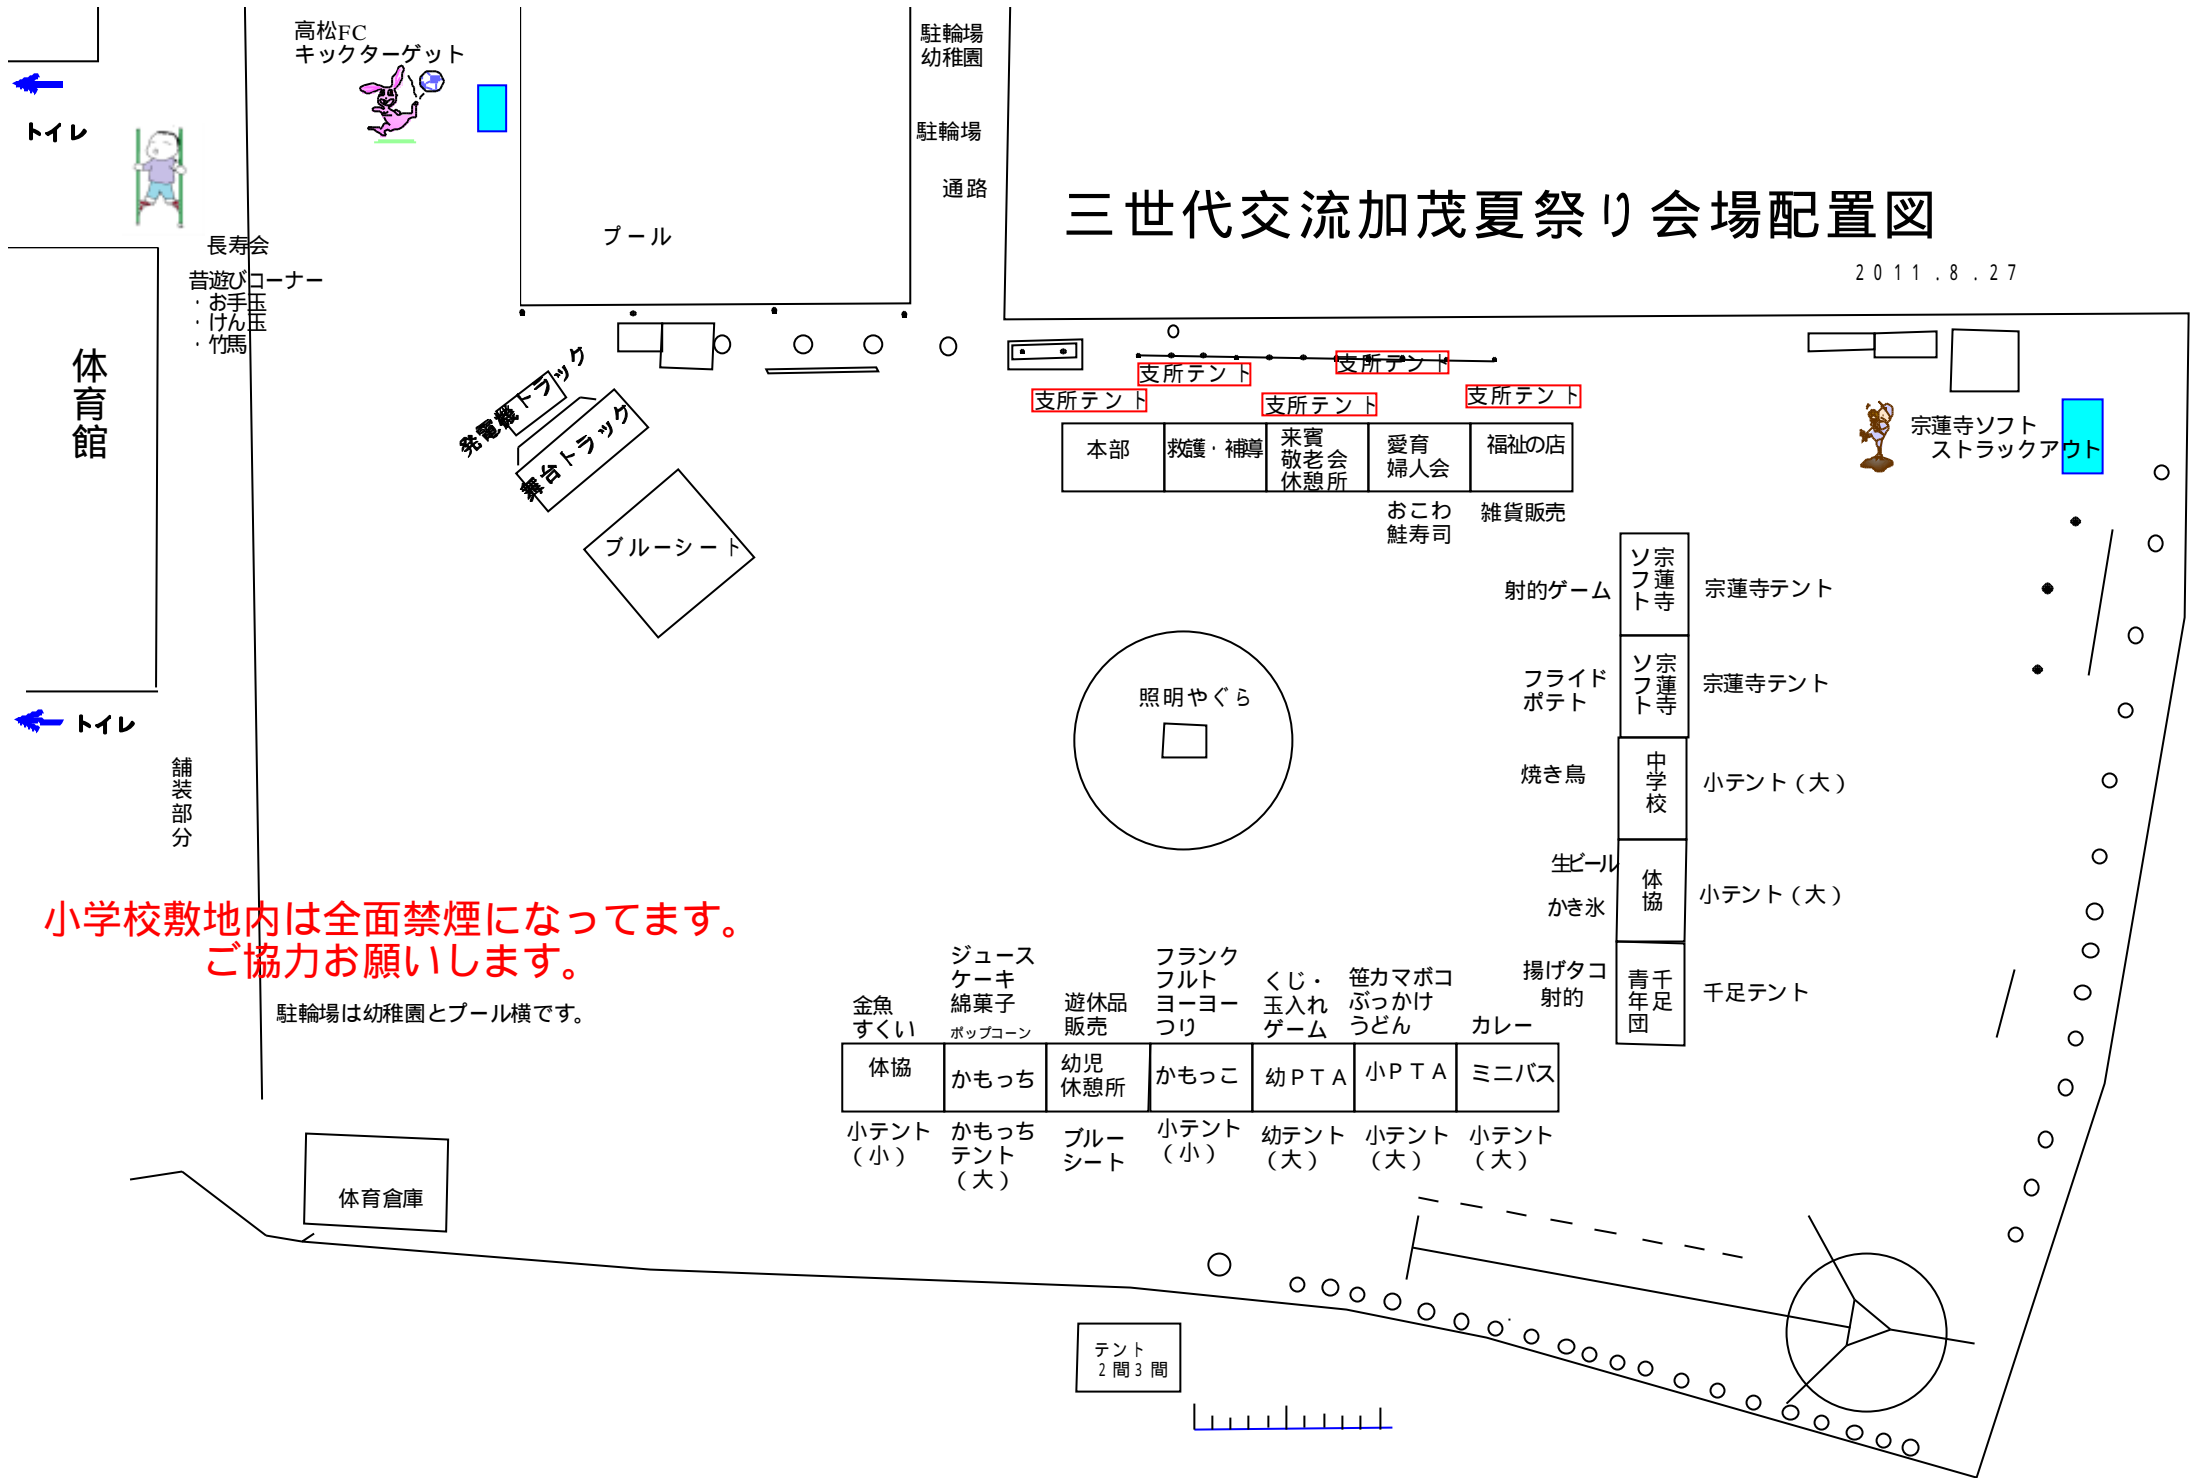 高松FC
キックターゲット
駐輪場
幼稚園
トイレ
駐輪場
通路
三世代交流加茂夏祭り会場配置図
2011.8.27
プール
長寿会
昔遊びコーナー
・お手玉
・けん玉
・竹馬
体育館
発電機トラック
舞台トラック
ブルーシート
支所テント
支所テント
支所テント
支所テント
支所テント
本部
救護・補導
来賓
敬老会
休憩所
愛育
婦人会
福祉の店
おこわ
鮭寿司
雑貨販売
宗蓮寺ソフト
ストラックアウト
射的ゲーム
宗蓮寺
ソフト
宗蓮寺テント
フライド
ポテト
宗蓮寺
ソフト
宗蓮寺テント
照明やぐら
焼き鳥
中学校
小テント（大）
生ビール
かき氷
体協
小テント（大）
揚げタコ
射的
千足
青年団
千足テント
トイレ
舗装部分
小学校敷地内は全面禁煙になってます。
ご協力お願いします。
駐輪場は幼稚園とプール横です。
金魚
すくい
ジュース
ケーキ
綿菓子
ポップコーン
遊休品
販売
フランク
フルト
ヨーヨー
つり
くじ・
玉入れ
ゲーム
笹カマボコ
ぶっかけ
うどん
カレー
体協
かもっち
幼児
休憩所
かもっこ
幼ＰＴＡ
小ＰＴＡ
ミニバス
小テント
（小）
かもっち
テント
（大）
ブルー
シート
小テント
（小）
幼テント
（大）
小テント
（大）
小テント
（大）
体育倉庫
テント
2間3間